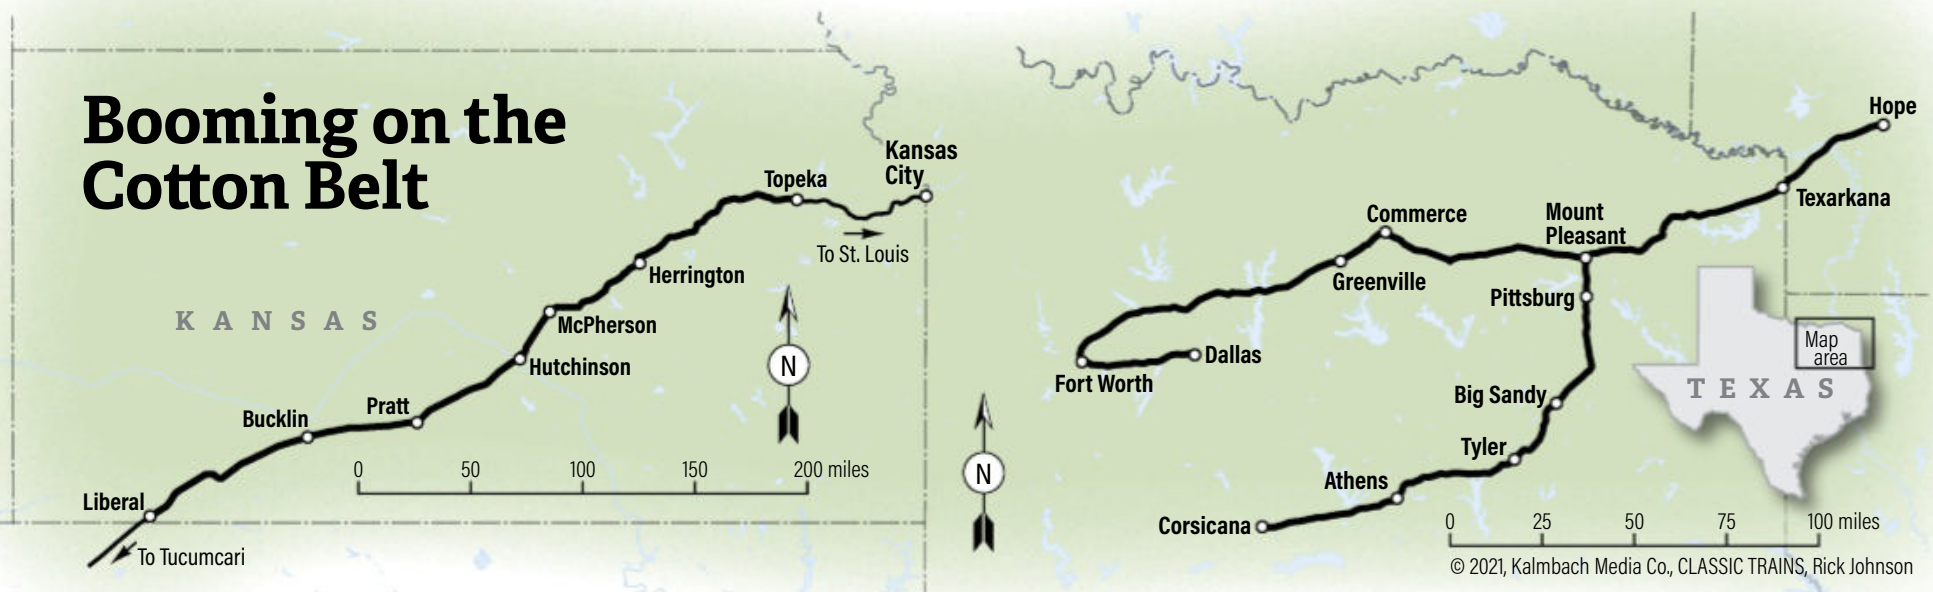 Booming on the
Cotton Belt
KANSAS
Kansas
City
Topeka
To St. Louis
Herrington
McPherson
Hutchinson
Pratt
Bucklin
Liberal
To Tucumcari
N
0 50 100 150 200 miles
Hope
Texarkana
Mount
Pleasant
Commerce
Greenville
Pittsburg
Dallas
Fort Worth
Big Sandy
Tyler
Athens
Corsicana
N
Map
area
TEXAS
0 25 50 75 100 miles
© 2021, Kalmbach Media Co., CLASSIC TRAINS, Rick Johnson